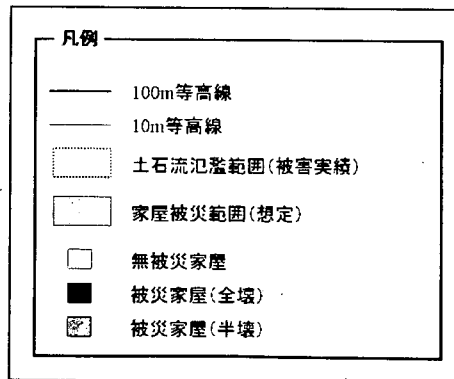 凡例
100m等高線
10m等高線
土石流氾濫範囲(被害実績)
家屋被災範囲(想定)
無被災家屋
被災家屋(全壊)
被災家屋(半壊)